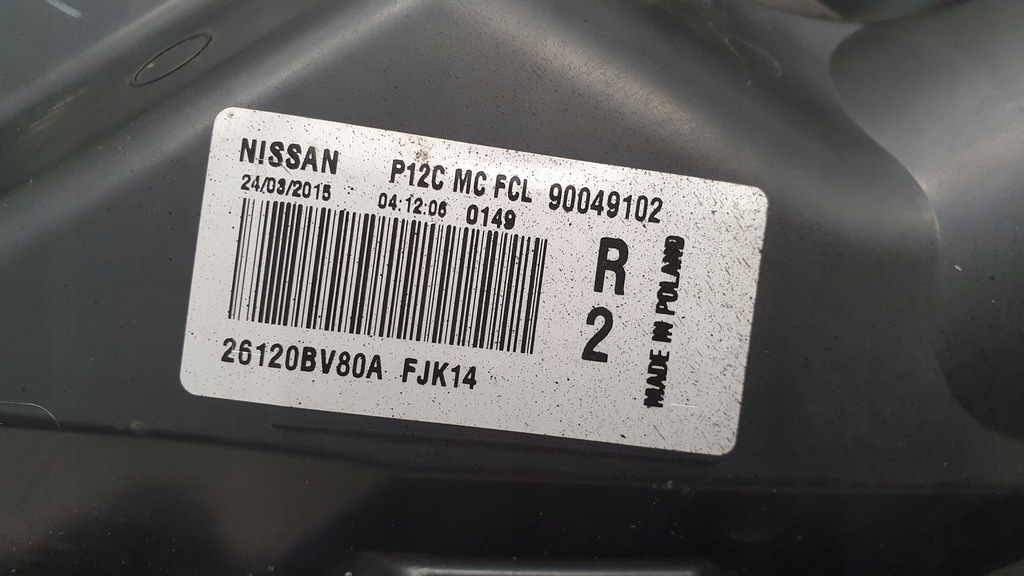 NISSAN P12C MC FCL 90049102
24/03/2015 04:12:06 0149
R
2
MADE IN POLAND
26120BV80A FJK14